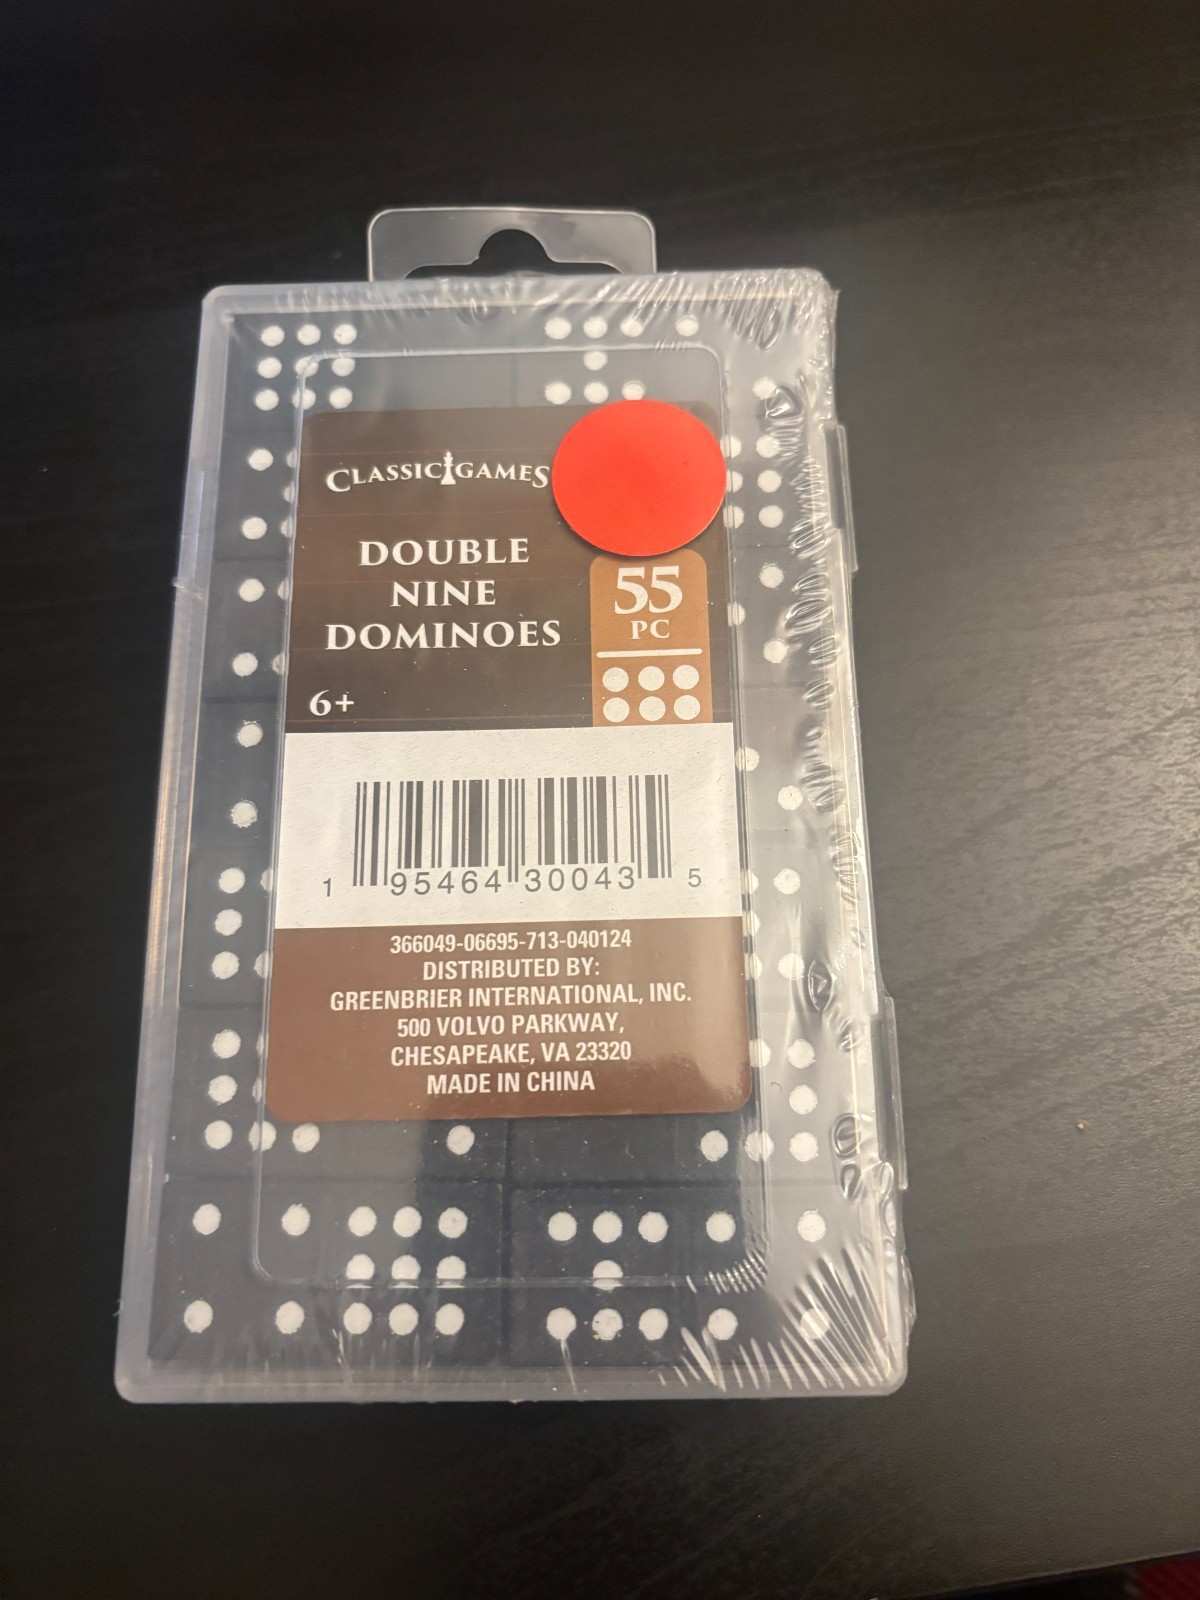 CLASSIC GAMES
DOUBLE
NINE
DOMINOES
55
PC
6+
1 95464 30043 5
366049-06695-713-040124
DISTRIBUTED BY:
GREENBRIER INTERNATIONAL, INC.
500 VOLVO PARKWAY,
CHESAPEAKE, VA 23320
MADE IN CHINA